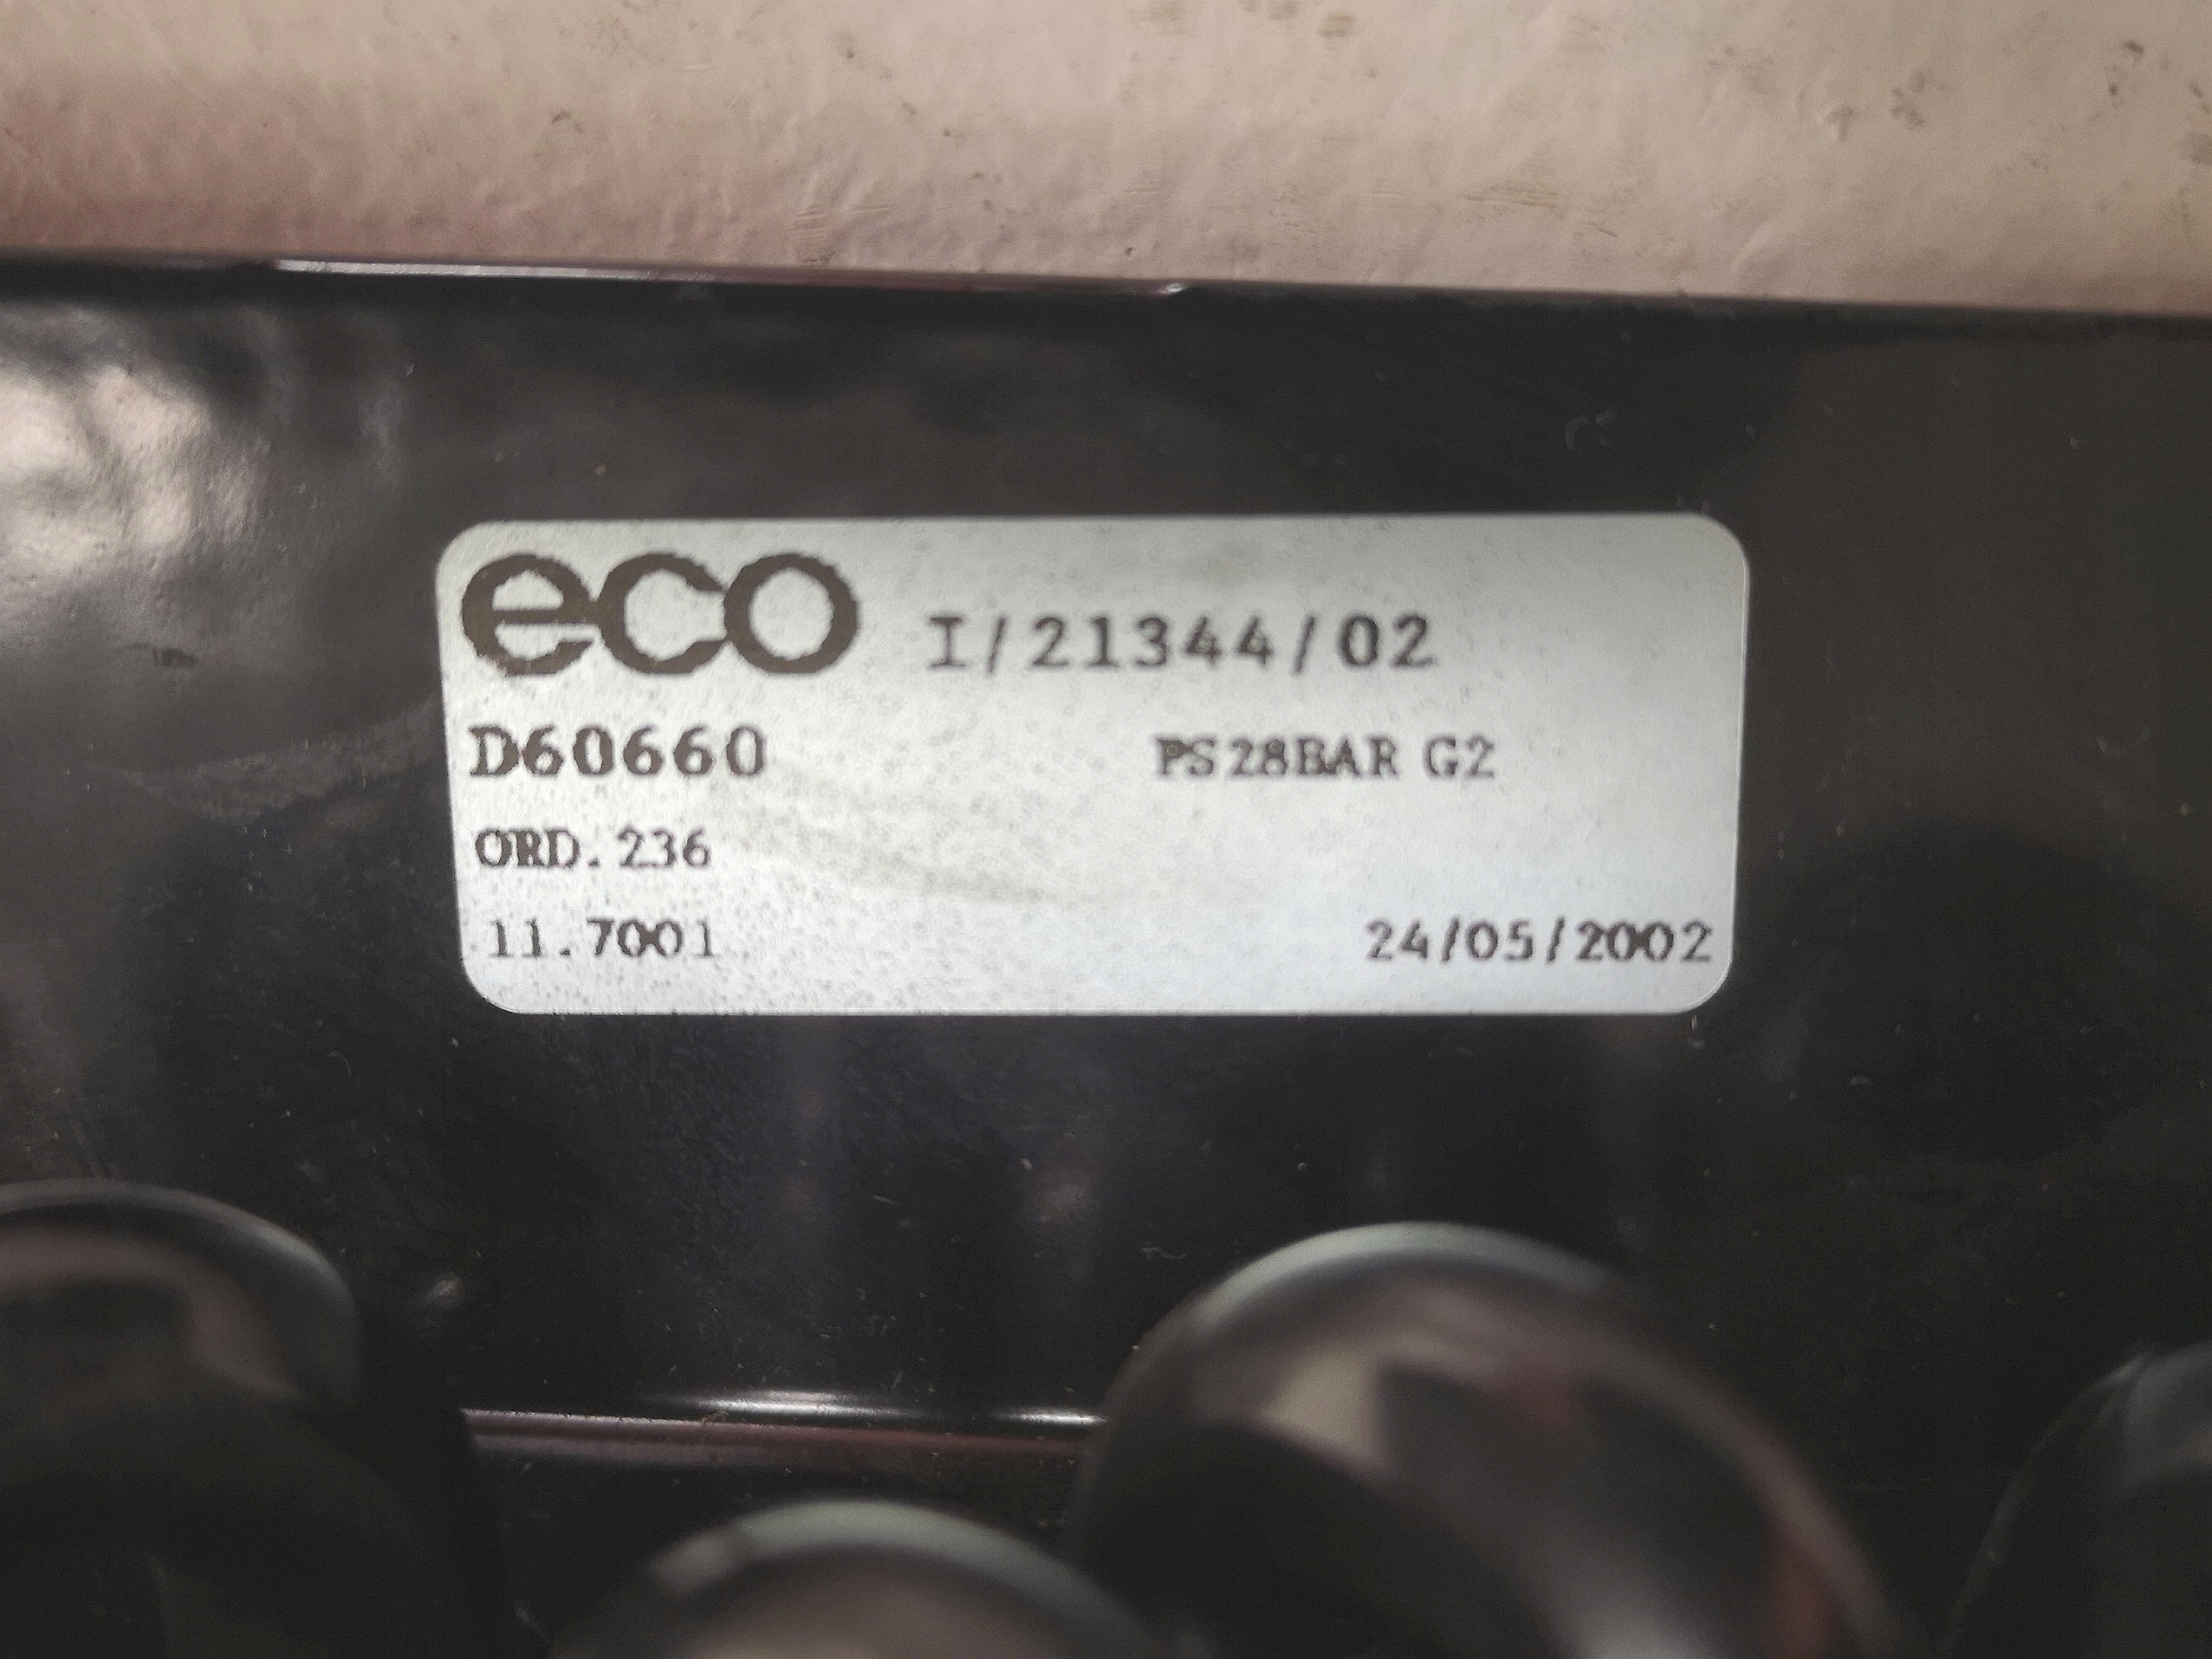 eco I/21344/02
D60660 PS28BAR G2
ORD.236
11.7001 24/05/2002